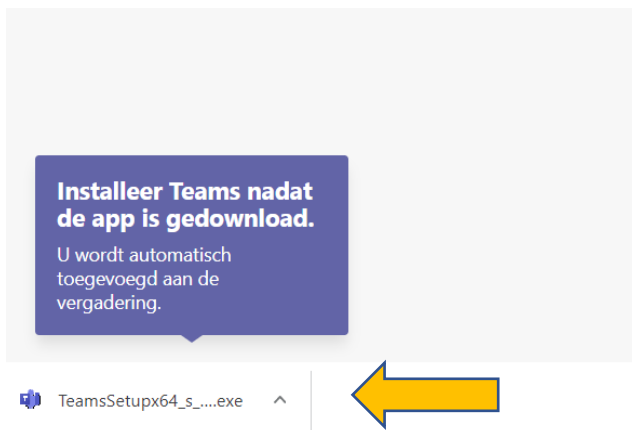 Installeer Teams nadat
de app is gedownload.
U wordt automatisch
toegevoegd aan de
vergadering.
TeamsSetupx64_s_....exe